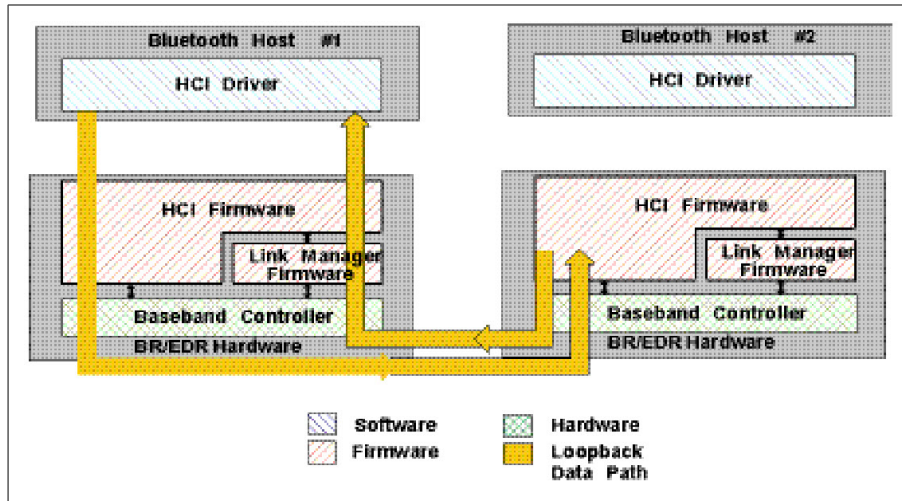 Bluetooth Host #1
HCI Driver
Bluetooth Host #2
HCI Driver
HCI Firmware
Link Manager
Firmware
Baseband Controller
BR/EDR Hardware
HCI Firmware
Link Manager
Firmware
Baseband Controller
BR/EDR Hardware
Software
Firmware
Hardware
Loopback
Data Path